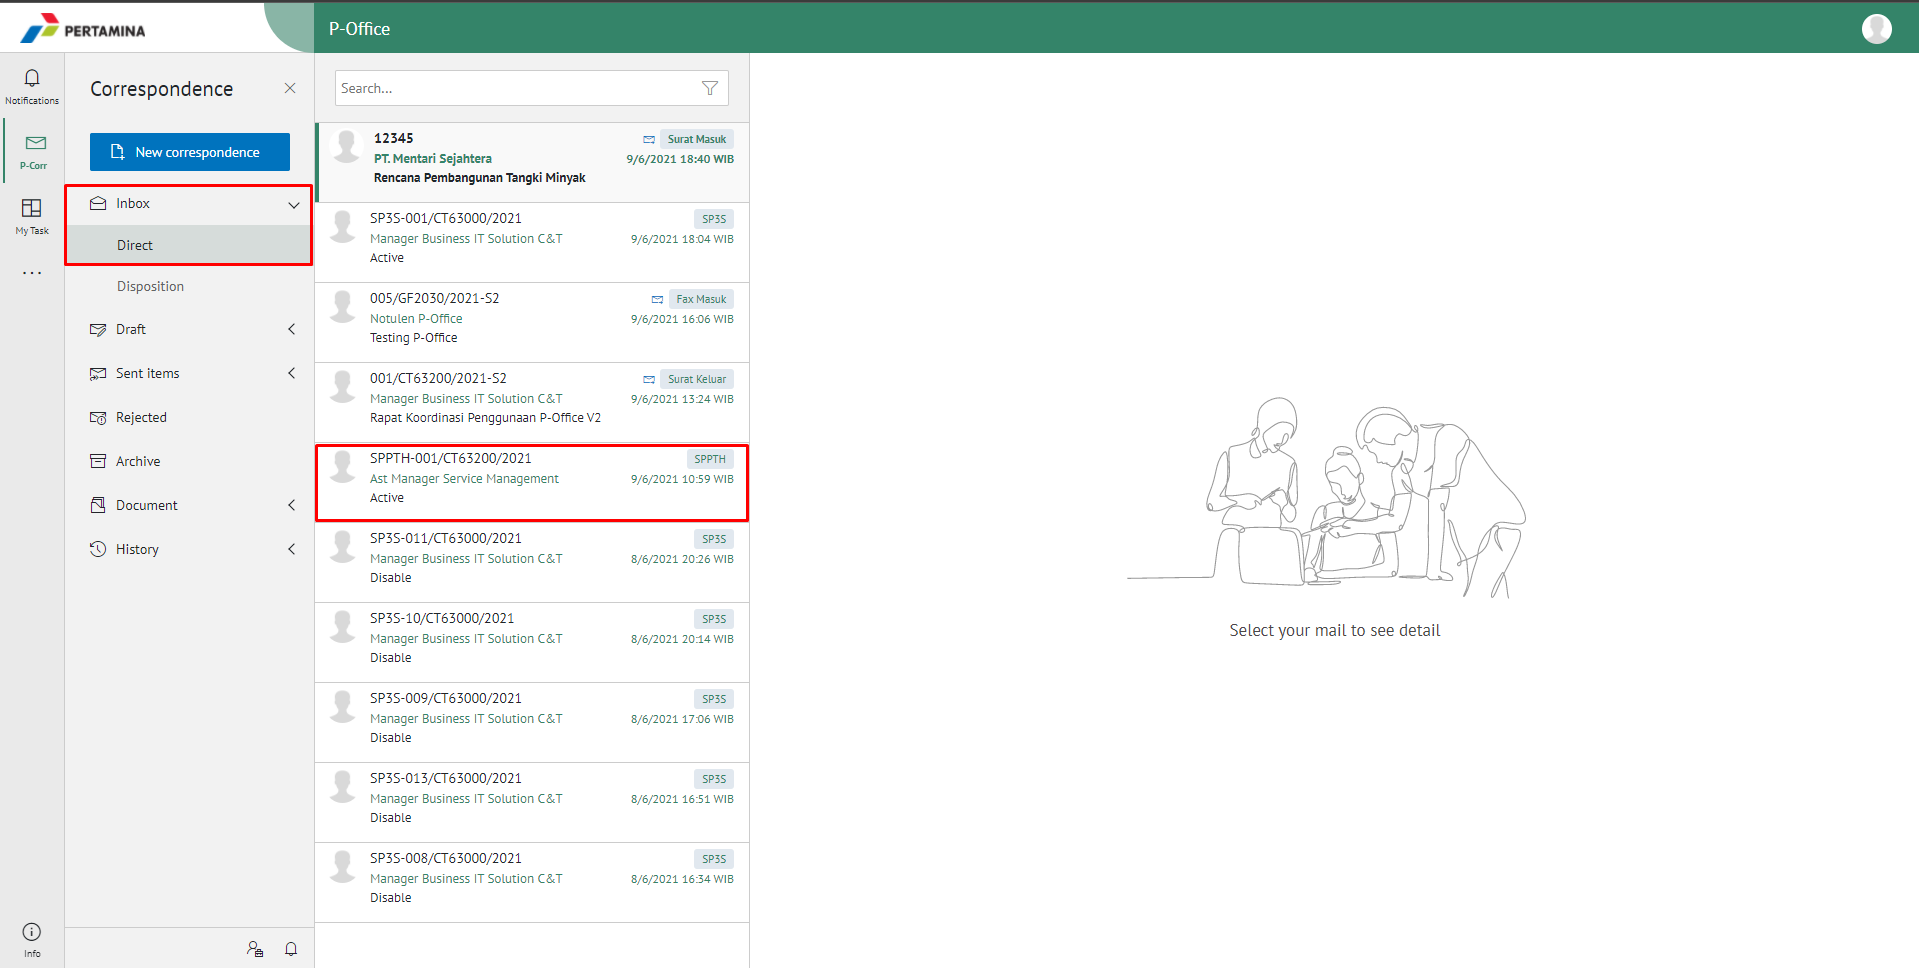 PERTAMINA
P-Office
Notifications
P-Corr
My Task
Info
Correspondence
New correspondence
Inbox
Direct
Disposition
Draft
Sent items
Rejected
Archive
Document
History
Search...
12345
Surat Masuk
PT. Mentari Sejahtera
9/6/2021 18:40 WIB
Rencana Pembangunan Tangki Minyak
SP3S-001/CT63000/2021
SP3S
Manager Business IT Solution C&T
9/6/2021 18:04 WIB
Active
005/GF2030/2021-S2
Fax Masuk
Notulen P-Office
9/6/2021 16:06 WIB
Testing P-Office
001/CT63200/2021-S2
Surat Keluar
Manager Business IT Solution C&T
9/6/2021 13:24 WIB
Rapat Koordinasi Penggunaan P-Office V2
SPPTH-001/CT63200/2021
SPPTH
Ast Manager Service Management
9/6/2021 10:59 WIB
Active
SP3S-011/CT63000/2021
SP3S
Manager Business IT Solution C&T
8/6/2021 20:26 WIB
Disable
SP3S-10/CT63000/2021
SP3S
Manager Business IT Solution C&T
8/6/2021 20:14 WIB
Disable
SP3S-009/CT63000/2021
SP3S
Manager Business IT Solution C&T
8/6/2021 17:06 WIB
Disable
SP3S-013/CT63000/2021
SP3S
Manager Business IT Solution C&T
8/6/2021 16:51 WIB
Disable
SP3S-008/CT63000/2021
SP3S
Manager Business IT Solution C&T
8/6/2021 16:34 WIB
Disable
Select your mail to see detail